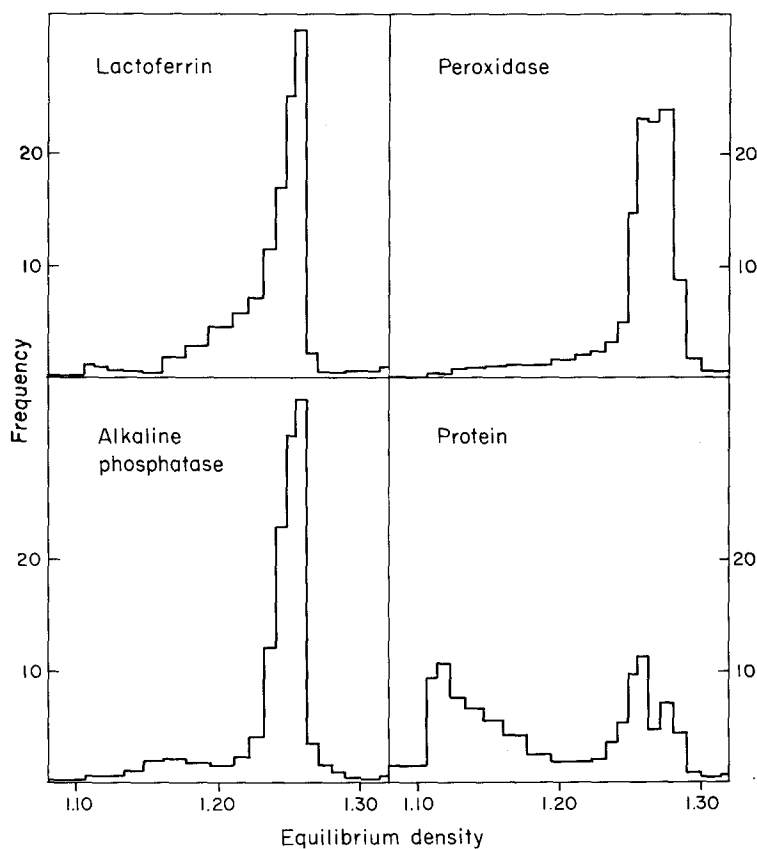 Lactoferrin
Peroxidase
20
20
10
10
Frequency
Alkaline
phosphatase
Protein
20
20
10
10
1.10
1.20
1.30
1.10
1.20
1.30
Equilibrium density